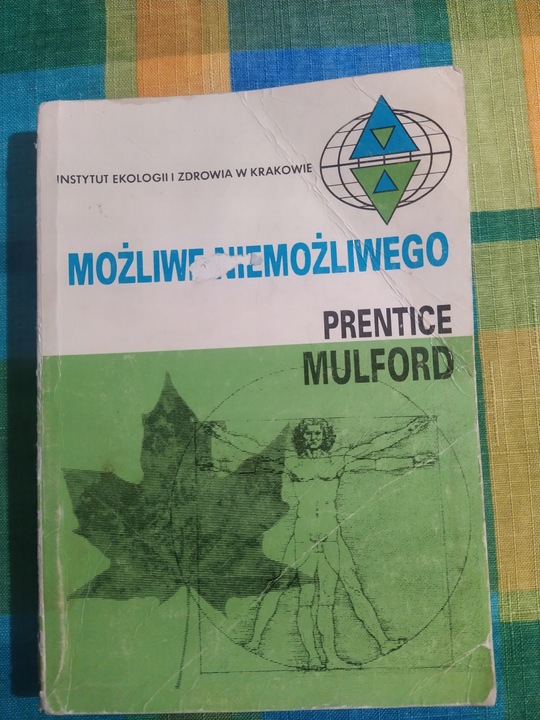 INSTYTUT EKOLOGII I ZDROWIA W KRAKOWIE
MOŻLIWE NIEMOŻLIWEGO
PRENTICE
MULFORD